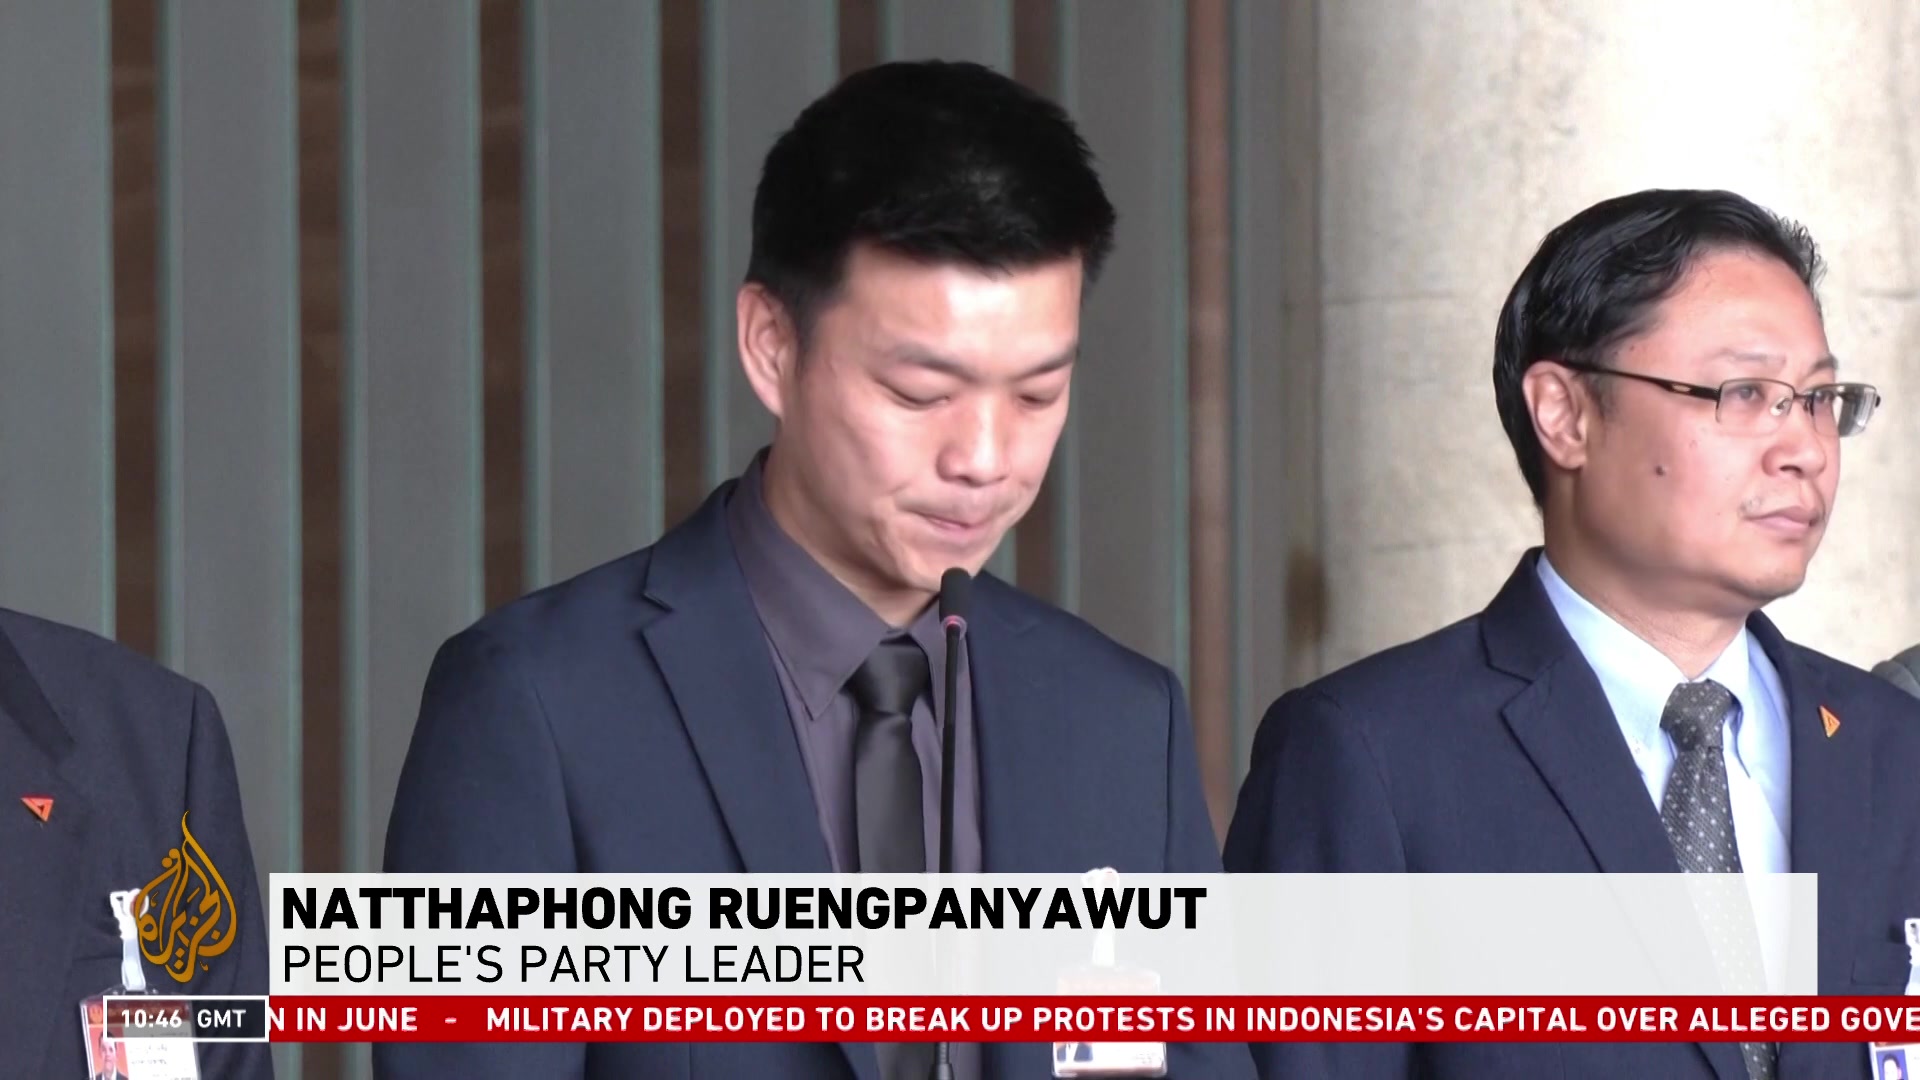 NATTHAPHONG RUENGPANYAWUT
PEOPLE'S PARTY LEADER
10:46 GMT
N IN JUNE - MILITARY DEPLOYED TO BREAK UP PROTESTS IN INDONESIA'S CAPITAL OVER ALLEGED GOVE